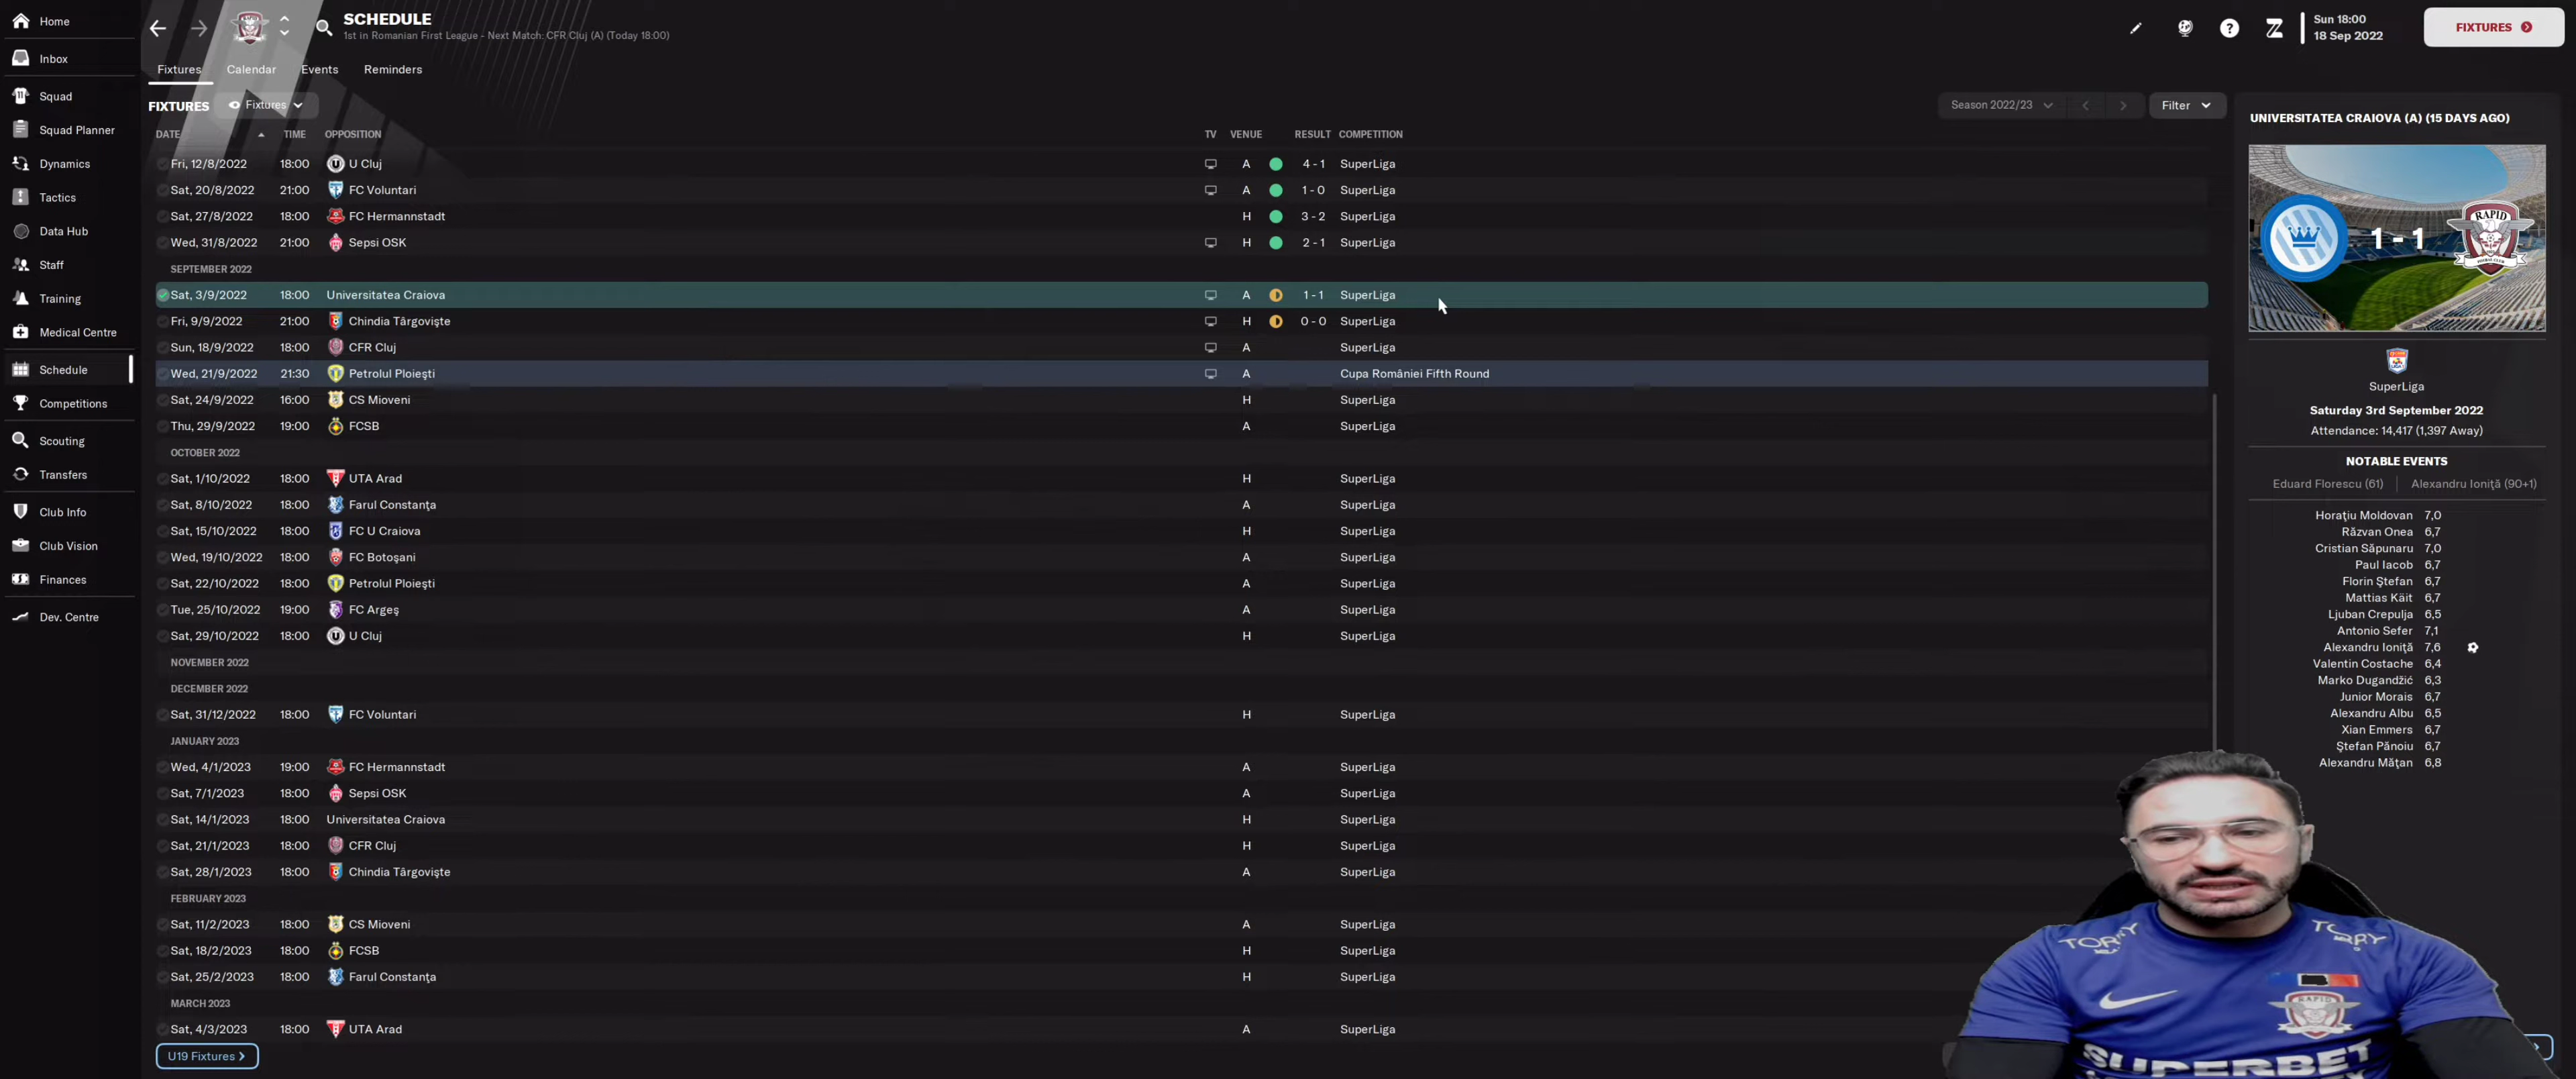 Home
Inbox
Squad
Squad Planner
Dynamics
Tactics
Data Hub
Staff
Training
Medical Centre
Schedule
Competitions
Scouting
Transfers
Club Info
Club Vision
Finances
Dev. Centre
SCHEDULE
1st in Romanian First League - Next Match: CFR Cluj (A) (Today 18:00)
Sun 18:00
18 Sep 2022
FIXTURES
Fixtures Calendar Events Reminders
FIXTURES Fixtures Season 2022/23 Filter
DATE TIME OPPOSITION TV VENUE RESULT COMPETITION
Fri, 12/8/2022 18:00 U Cluj A 4 - 1 SuperLiga
Sat, 20/8/2022 21:00 FC Voluntari A 1 - 0 SuperLiga
Sat, 27/8/2022 18:00 FC Hermannstadt H 3 - 2 SuperLiga
Wed, 31/8/2022 21:00 Sepsi OSK H 2 - 1 SuperLiga
SEPTEMBER 2022
Sat, 3/9/2022 18:00 Universitatea Craiova A 1 - 1 SuperLiga
Fri, 9/9/2022 21:00 Chindia Târgovişte H 0 - 0 SuperLiga
Sun, 18/9/2022 18:00 CFR Cluj A SuperLiga
Wed, 21/9/2022 21:30 Petrolul Ploieşti A Cupa României Fifth Round
Sat, 24/9/2022 16:00 CS Mioveni H SuperLiga
Thu, 29/9/2022 19:00 FCSB A SuperLiga
OCTOBER 2022
Sat, 1/10/2022 18:00 UTA Arad H SuperLiga
Sat, 8/10/2022 18:00 Farul Constanţa A SuperLiga
Sat, 15/10/2022 18:00 FC U Craiova H SuperLiga
Wed, 19/10/2022 18:00 FC Botoşani A SuperLiga
Sat, 22/10/2022 18:00 Petrolul Ploieşti A SuperLiga
Tue, 25/10/2022 19:00 FC Argeş A SuperLiga
Sat, 29/10/2022 18:00 U Cluj H SuperLiga
NOVEMBER 2022
DECEMBER 2022
Sat, 31/12/2022 18:00 FC Voluntari H SuperLiga
JANUARY 2023
Wed, 4/1/2023 19:00 FC Hermannstadt A SuperLiga
Sat, 7/1/2023 18:00 Sepsi OSK A SuperLiga
Sat, 14/1/2023 18:00 Universitatea Craiova H SuperLiga
Sat, 21/1/2023 18:00 CFR Cluj H SuperLiga
Sat, 28/1/2023 18:00 Chindia Târgovişte A SuperLiga
FEBRUARY 2023
Sat, 11/2/2023 18:00 CS Mioveni A SuperLiga
Sat, 18/2/2023 18:00 FCSB H SuperLiga
Sat, 25/2/2023 18:00 Farul Constanţa H SuperLiga
MARCH 2023
Sat, 4/3/2023 18:00 UTA Arad A SuperLiga
U19 Fixtures
UNIVERSITATEA CRAIOVA (A) (15 DAYS AGO)
1 - 1
RAPID
SuperLiga
Saturday 3rd September 2022
Attendance: 14,417 (1,397 Away)
NOTABLE EVENTS
Eduard Florescu (61) Alexandru Ioniţă (90+1)
Horaţiu Moldovan 7,0
Răzvan Onea 6,7
Cristian Săpunaru 7,0
Paul Iacob 6,7
Florin Ştefan 6,7
Mattias Käit 6,7
Ljuban Crepulja 6,5
Antonio Sefer 7,1
Alexandru Ioniţă 7,6
Valentin Costache 6,4
Marko Dugandžić 6,3
Junior Morais 6,7
Alexandru Albu 6,5
Xian Emmers 6,7
Ştefan Pănoiu 6,7
Alexandru Măţan 6,8
TORRY
RAPID
SUPERBET